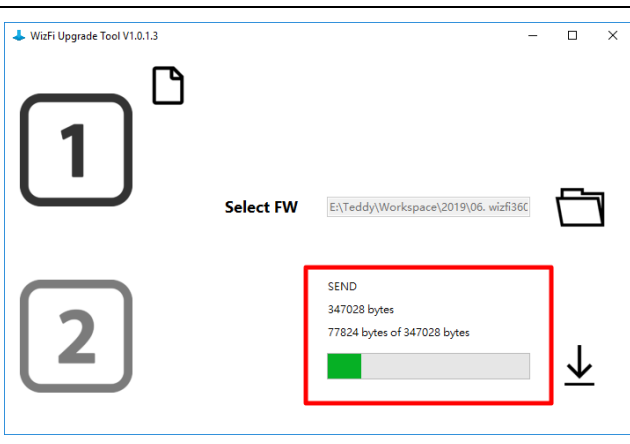 WizFi Upgrade Tool V1.0.1.3
1
Select FW
E:\Teddy\Workspace\2019\06. wizfi360
SEND
347028 bytes
77824 bytes of 347028 bytes
2